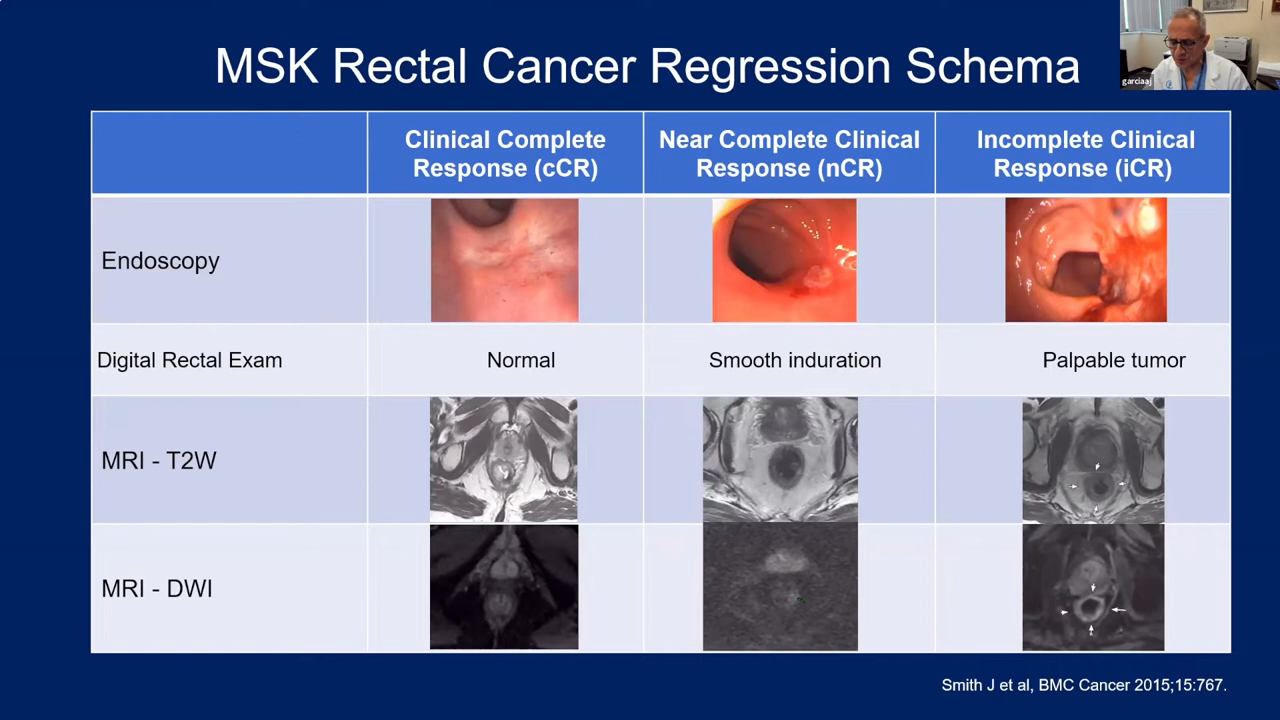 MSK Rectal Cancer Regression Schema
garciaaj
Clinical Complete
Response (cCR)
Near Complete Clinical
Response (nCR)
Incomplete Clinical
Response (iCR)
Endoscopy
Digital Rectal Exam
Normal
Smooth induration
Palpable tumor
MRI - T2W
MRI - DWI
Smith J et al, BMC Cancer 2015;15:767.